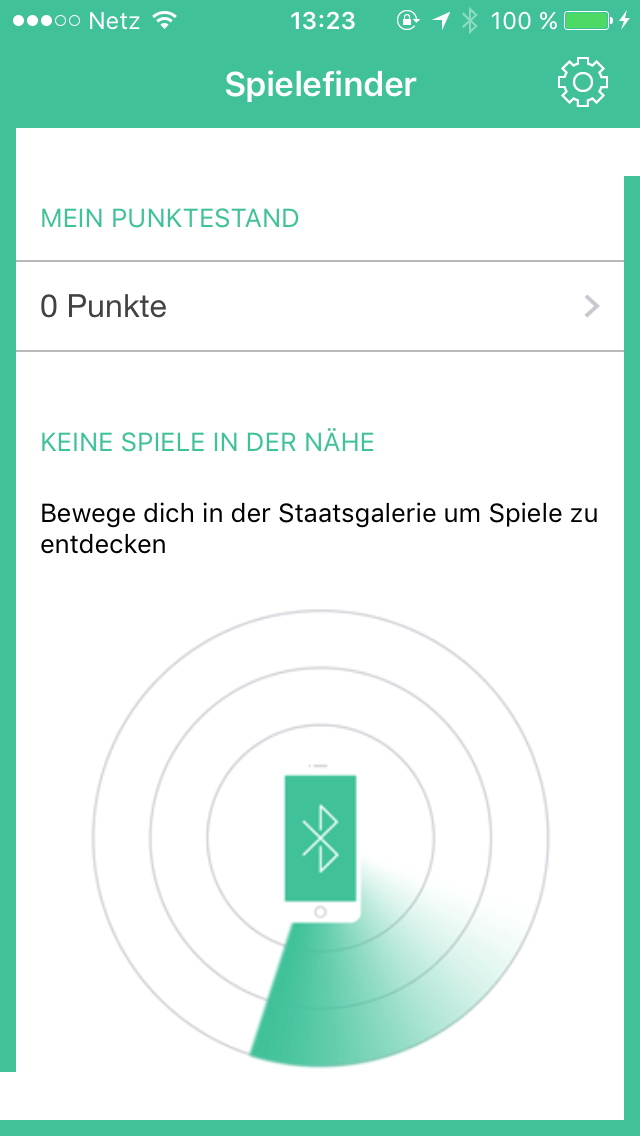 Netz 13:23 100 %
Spielefinder
MEIN PUNKTESTAND
0 Punkte
KEINE SPIELE IN DER NÄHE
Bewege dich in der Staatsgalerie um Spiele zu
entdecken